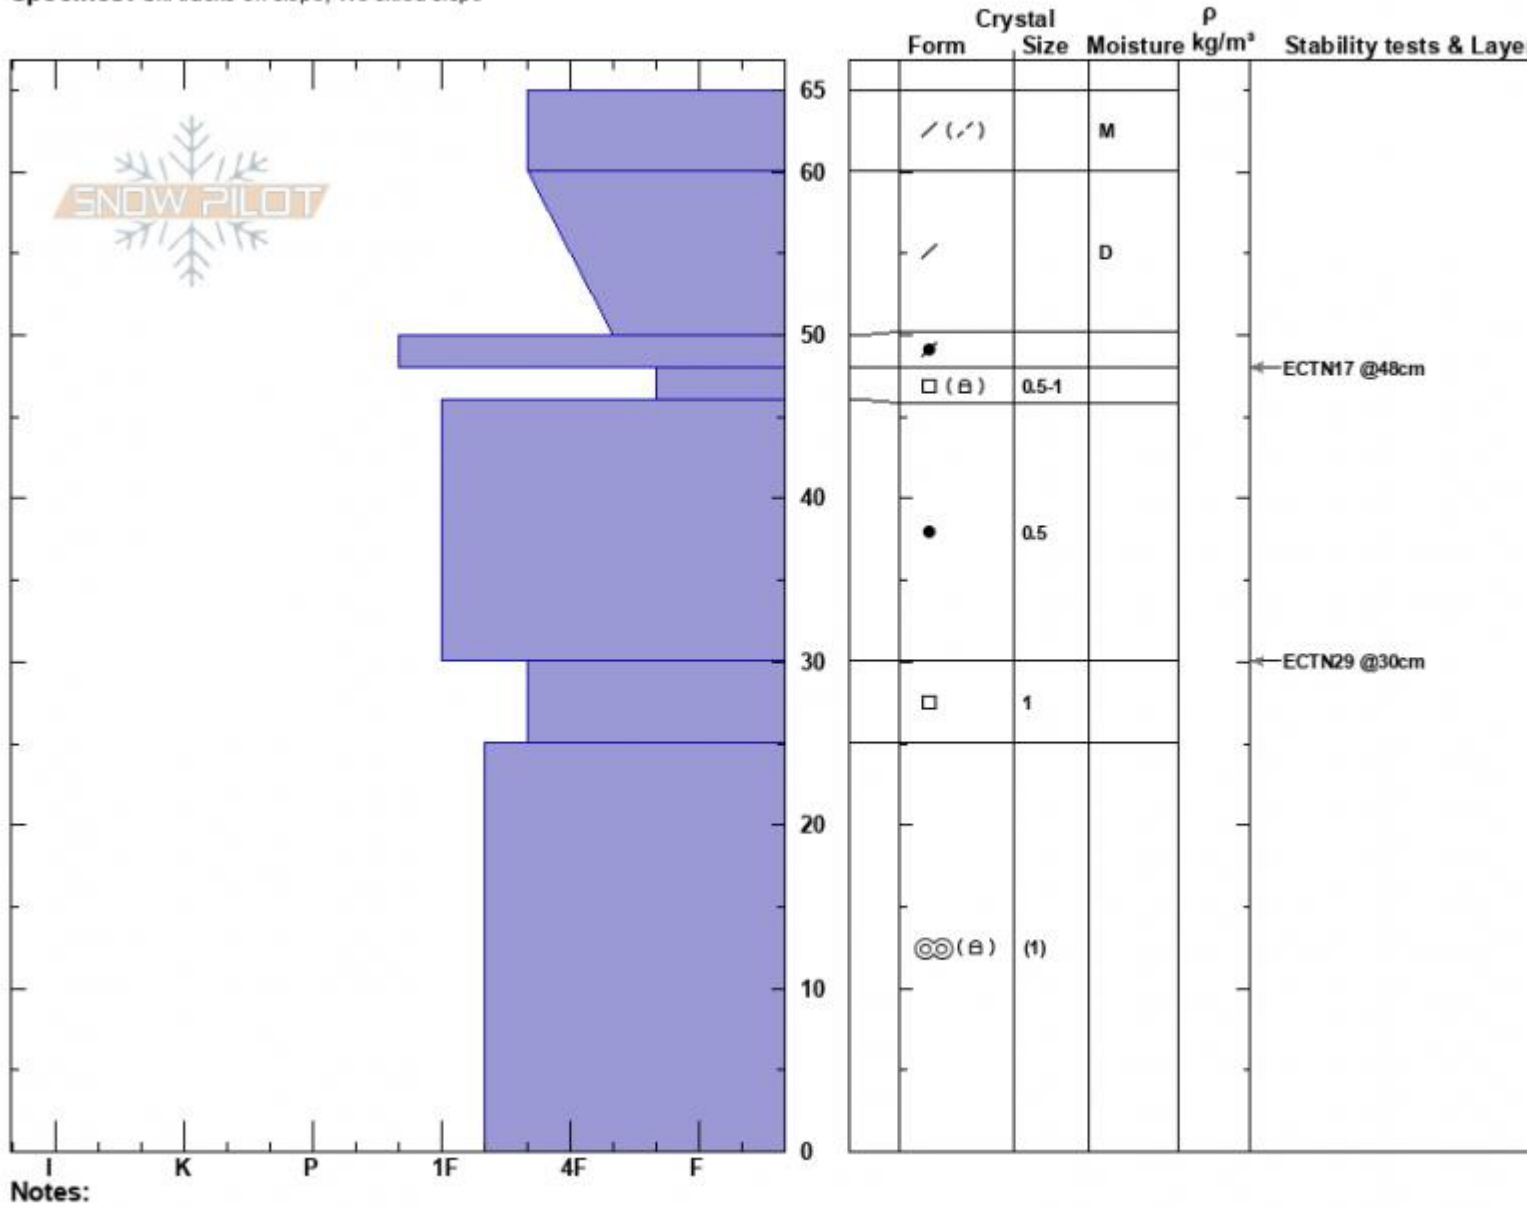 Crystal ρ
Form Size Moisture kg/m³ Stability tests & Laye
SNOW PILOT
65
M
60
D
50
ECTN17 @48cm
0.5-1
40
0.5
30 ECTN29 @30cm
1
20
(1)
10
0
I K P 1F 4F F
Notes: